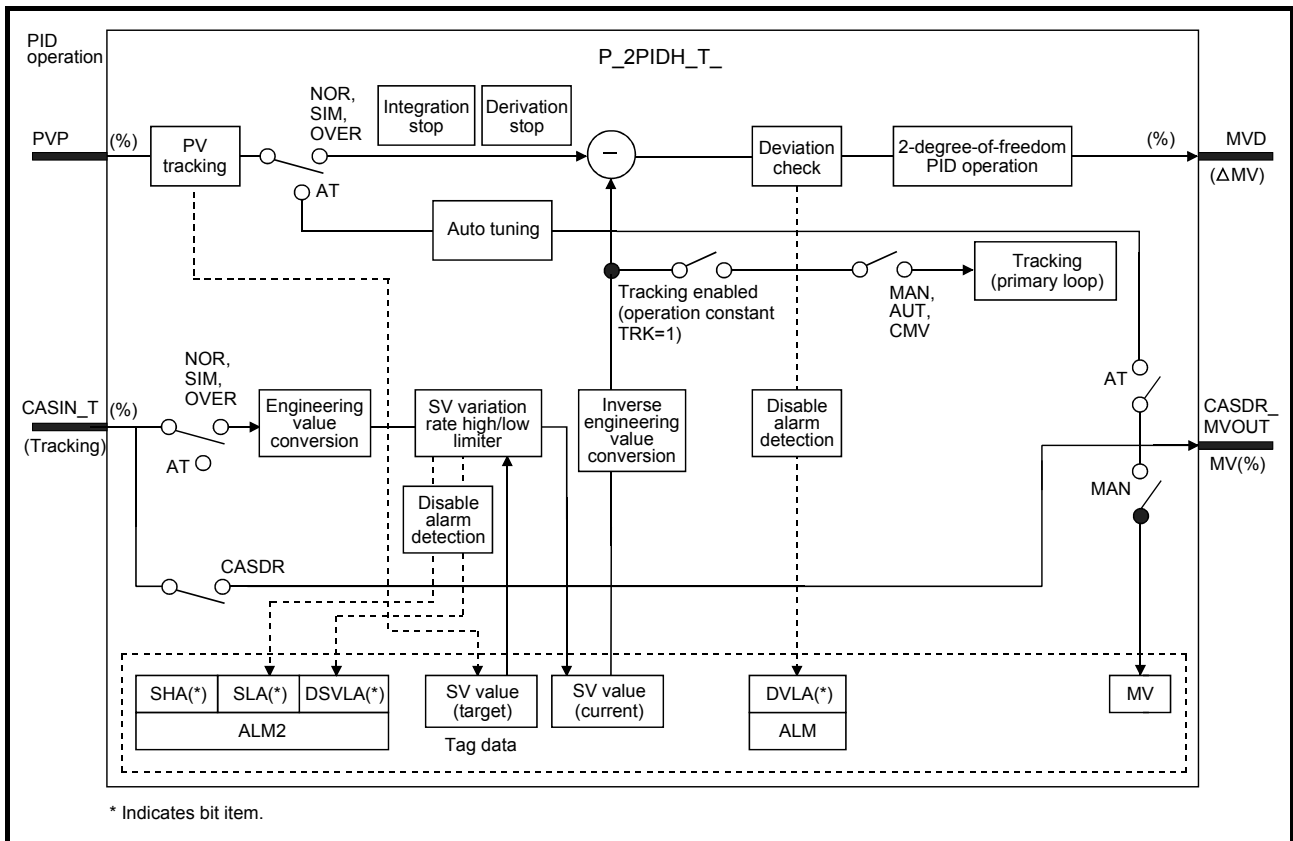 PID
operation
P_2PIDH_T_
NOR,
SIM,
OVER
Integration
stop
Derivation
stop
PVP
(%)
PV
tracking
AT
−
Deviation
check
2-degree-of-freedom
PID operation
(%)
MVD
(ΔMV)
Auto tuning
Tracking enabled
(operation constant
TRK=1)
MAN,
AUT,
CMV
Tracking
(primary loop)
NOR,
SIM,
OVER
CASIN_T
(%)
(Tracking)
AT
Engineering
value
conversion
SV variation
rate high/low
limiter
Inverse
engineering
value
conversion
Disable
alarm
detection
AT
CASDR_
MVOUT
MV(%)
Disable
alarm
detection
MAN
CASDR
SHA(*)
SLA(*)
DSVLA(*)
ALM2
SV value
(target)
SV value
(current)
DVLA(*)
ALM
MV
Tag data
* Indicates bit item.